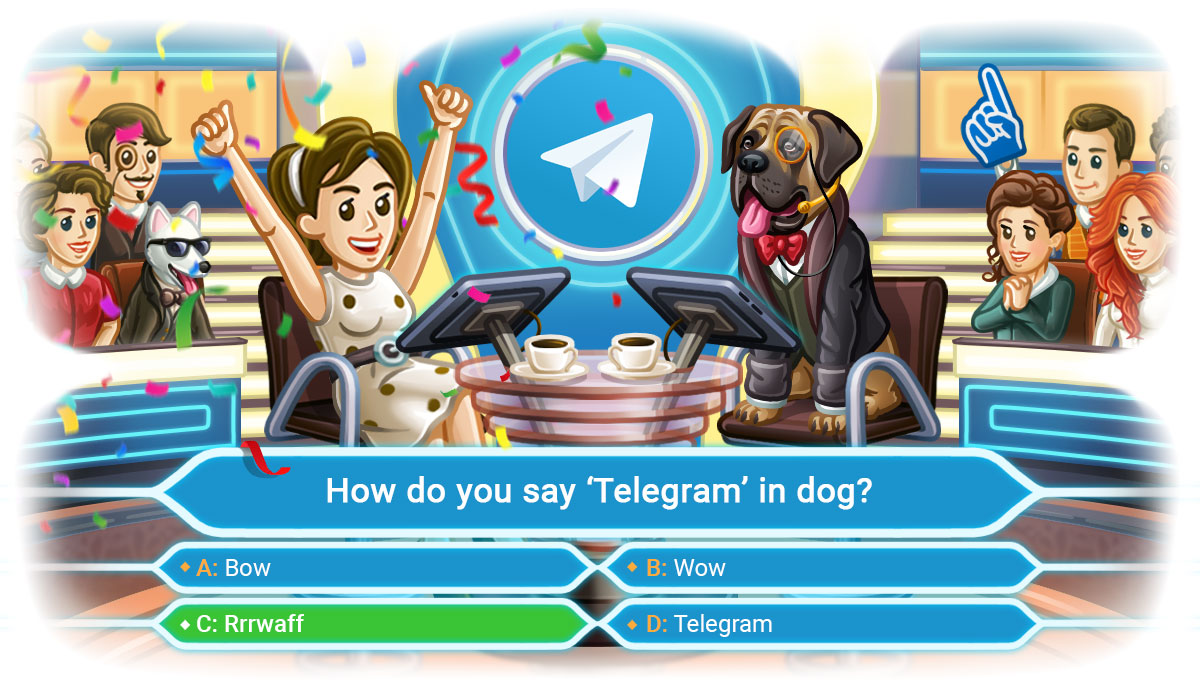 How do you say ‘Telegram’ in dog?
A: Bow
B: Wow
C: Rrrwaff
D: Telegram